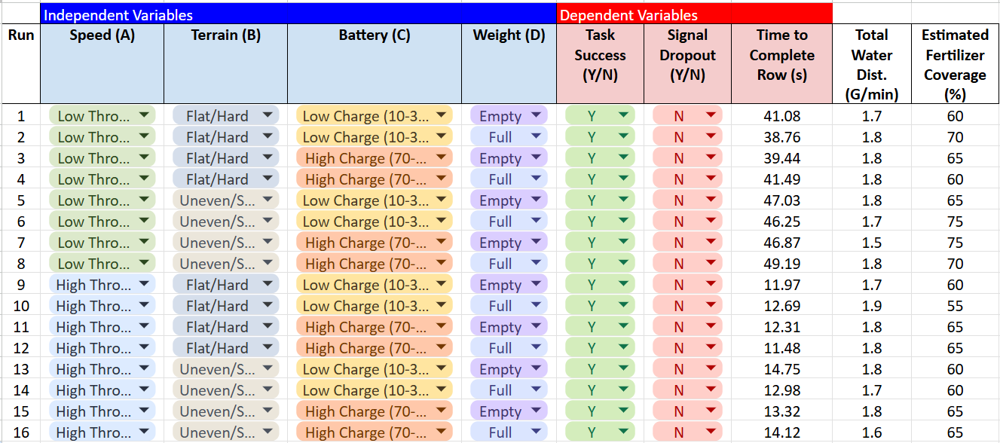 Independent Variables Dependent Variables
Run Speed (A) Terrain (B) Battery (C) Weight (D) Task Success (Y/N) Signal Dropout (Y/N) Time to Complete Row (s) Total Water Dist. (G/min) Estimated Fertilizer Coverage (%)
1 Low Thro... Flat/Hard Low Charge (10-3... Empty Y N 41.08 1.7 60
2 Low Thro... Flat/Hard Low Charge (10-3... Full Y N 38.76 1.8 70
3 Low Thro... Flat/Hard High Charge (70-... Empty Y N 39.44 1.8 65
4 Low Thro... Flat/Hard High Charge (70-... Full Y N 41.49 1.8 60
5 Low Thro... Uneven/S... Low Charge (10-3... Empty Y N 47.03 1.8 65
6 Low Thro... Uneven/S... Low Charge (10-3... Full Y N 46.25 1.7 75
7 Low Thro... Uneven/S... High Charge (70-... Empty Y N 46.87 1.5 75
8 Low Thro... Uneven/S... High Charge (70-... Full Y N 49.19 1.8 70
9 High Thro... Flat/Hard Low Charge (10-3... Empty Y N 11.97 1.7 60
10 High Thro... Flat/Hard Low Charge (10-3... Full Y N 12.69 1.9 55
11 High Thro... Flat/Hard High Charge (70-... Empty Y N 12.31 1.8 65
12 High Thro... Flat/Hard High Charge (70-... Full Y N 11.48 1.8 65
13 High Thro... Uneven/S... Low Charge (10-3... Empty Y N 14.75 1.8 60
14 High Thro... Uneven/S... Low Charge (10-3... Full Y N 12.98 1.7 60
15 High Thro... Uneven/S... High Charge (70-... Empty Y N 13.32 1.8 65
16 High Thro... Uneven/S... High Charge (70-... Full Y N 14.12 1.6 65